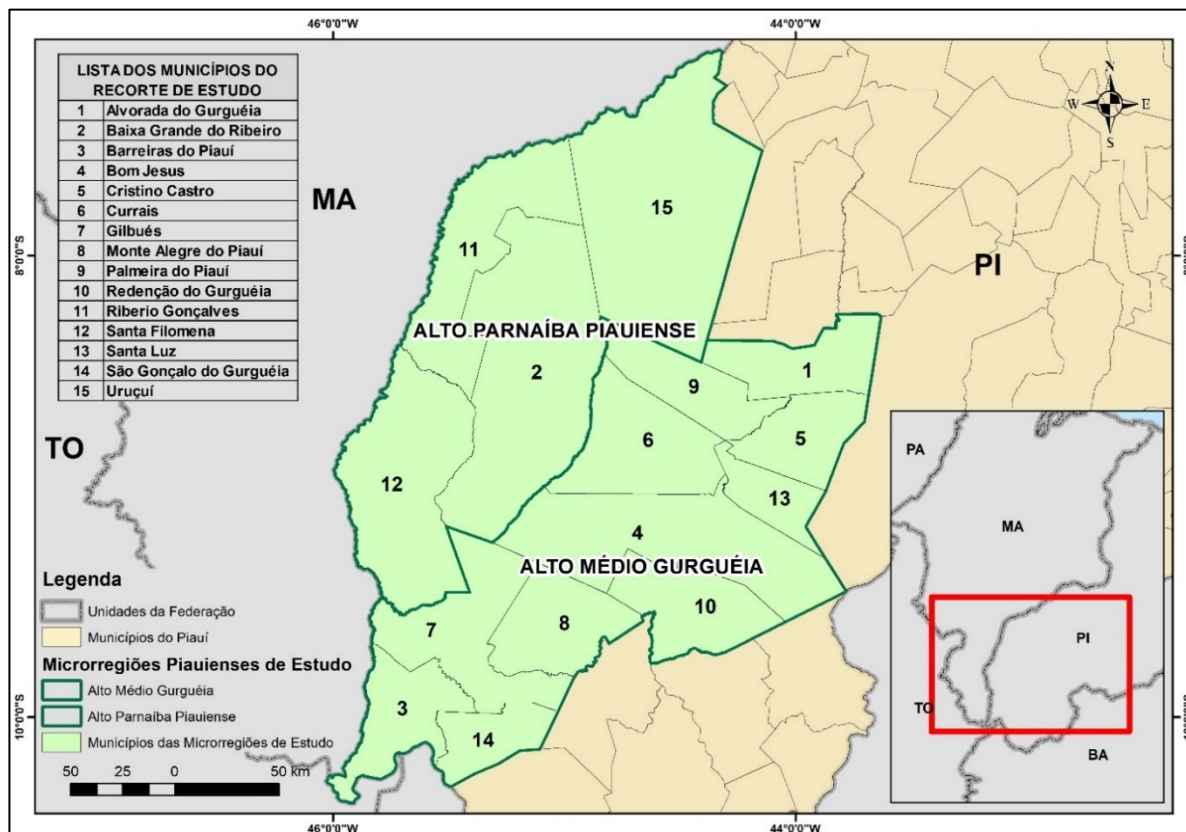 46°0'0"W
44°0'0"W
LISTA DOS MUNICÍPIOS DO
RECORTE DE ESTUDO
1 Alvorada do Gurguéia
2 Baixa Grande do Ribeiro
3 Barreiras do Piauí
4 Bom Jesus
5 Cristino Castro
6 Currais
7 Gilbués
8 Monte Alegre do Piauí
9 Palmeira do Piauí
10 Redenção do Gurguéia
11 Riberio Gonçalves
12 Santa Filomena
13 Santa Luz
14 São Gonçalo do Gurguéia
15 Uruçuí
N
W E
S
MA
15
11
8°0'0"S
8°0'0"S
PI
ALTO PARNAÍBA PIAUIENSE
2
1
9
6
5
TO
12
13
4
ALTO MÉDIO GURGUÉIA
10
8
7
3
14
PA
MA
PI
TO
BA
Legenda
Unidades da Federação
Municípios do Piauí
Microrregiões Piauienses de Estudo
Alto Médio Gurguéia
Alto Parnaíba Piauiense
Municípios das Microrregiões de Estudo
50 25 0 50 km
10°0'0"S
10°0'0"S
46°0'0"W
44°0'0"W